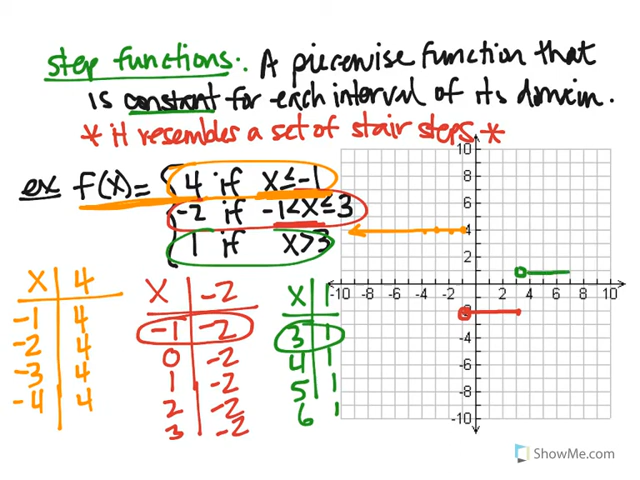 step functions: A piecewise function that
is constant for each interval of its domain.
* it resembles a set of stair steps *
ex f(x)= { 4 if x≤-1
-2 if -1<x≤3
1 if x>3
x | 4
-1 | 4
-2 | 4
-3 | 4
-4 | 4
x | -2
-1 | -2
0 | -2
1 | -2
2 | -2
3 | -2
x | 1
3 | 1
4 | 1
5 | 1
6 | 1
10
8
6
4
2
-10 -8 -6 -4 -2 2 4 6 8 10
-2
-4
-6
-8
-10
ShowMe.com